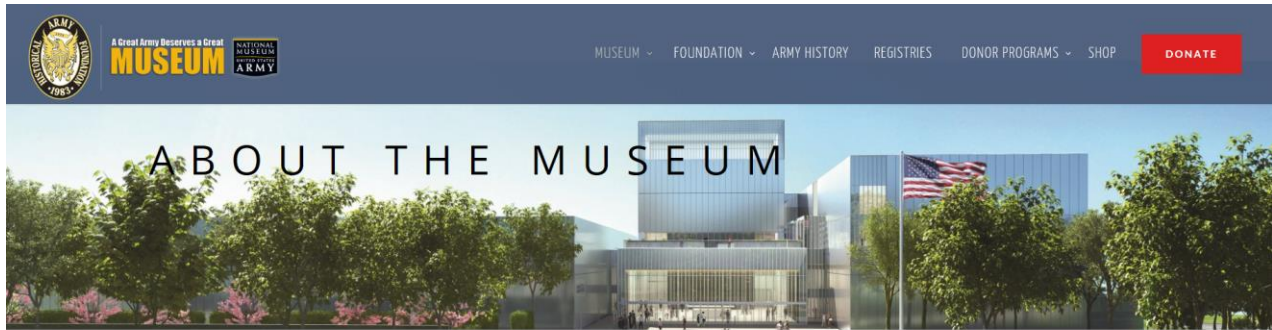 ARMY HISTORICAL FOUNDATION
·1983·
A Great Army Deserves a Great
MUSEUM
NATIONAL
MUSEUM
UNITED STATES
ARMY
MUSEUM
FOUNDATION
ARMY HISTORY
REGISTRIES
DONOR PROGRAMS
SHOP
DONATE
ABOUT THE MUSEUM